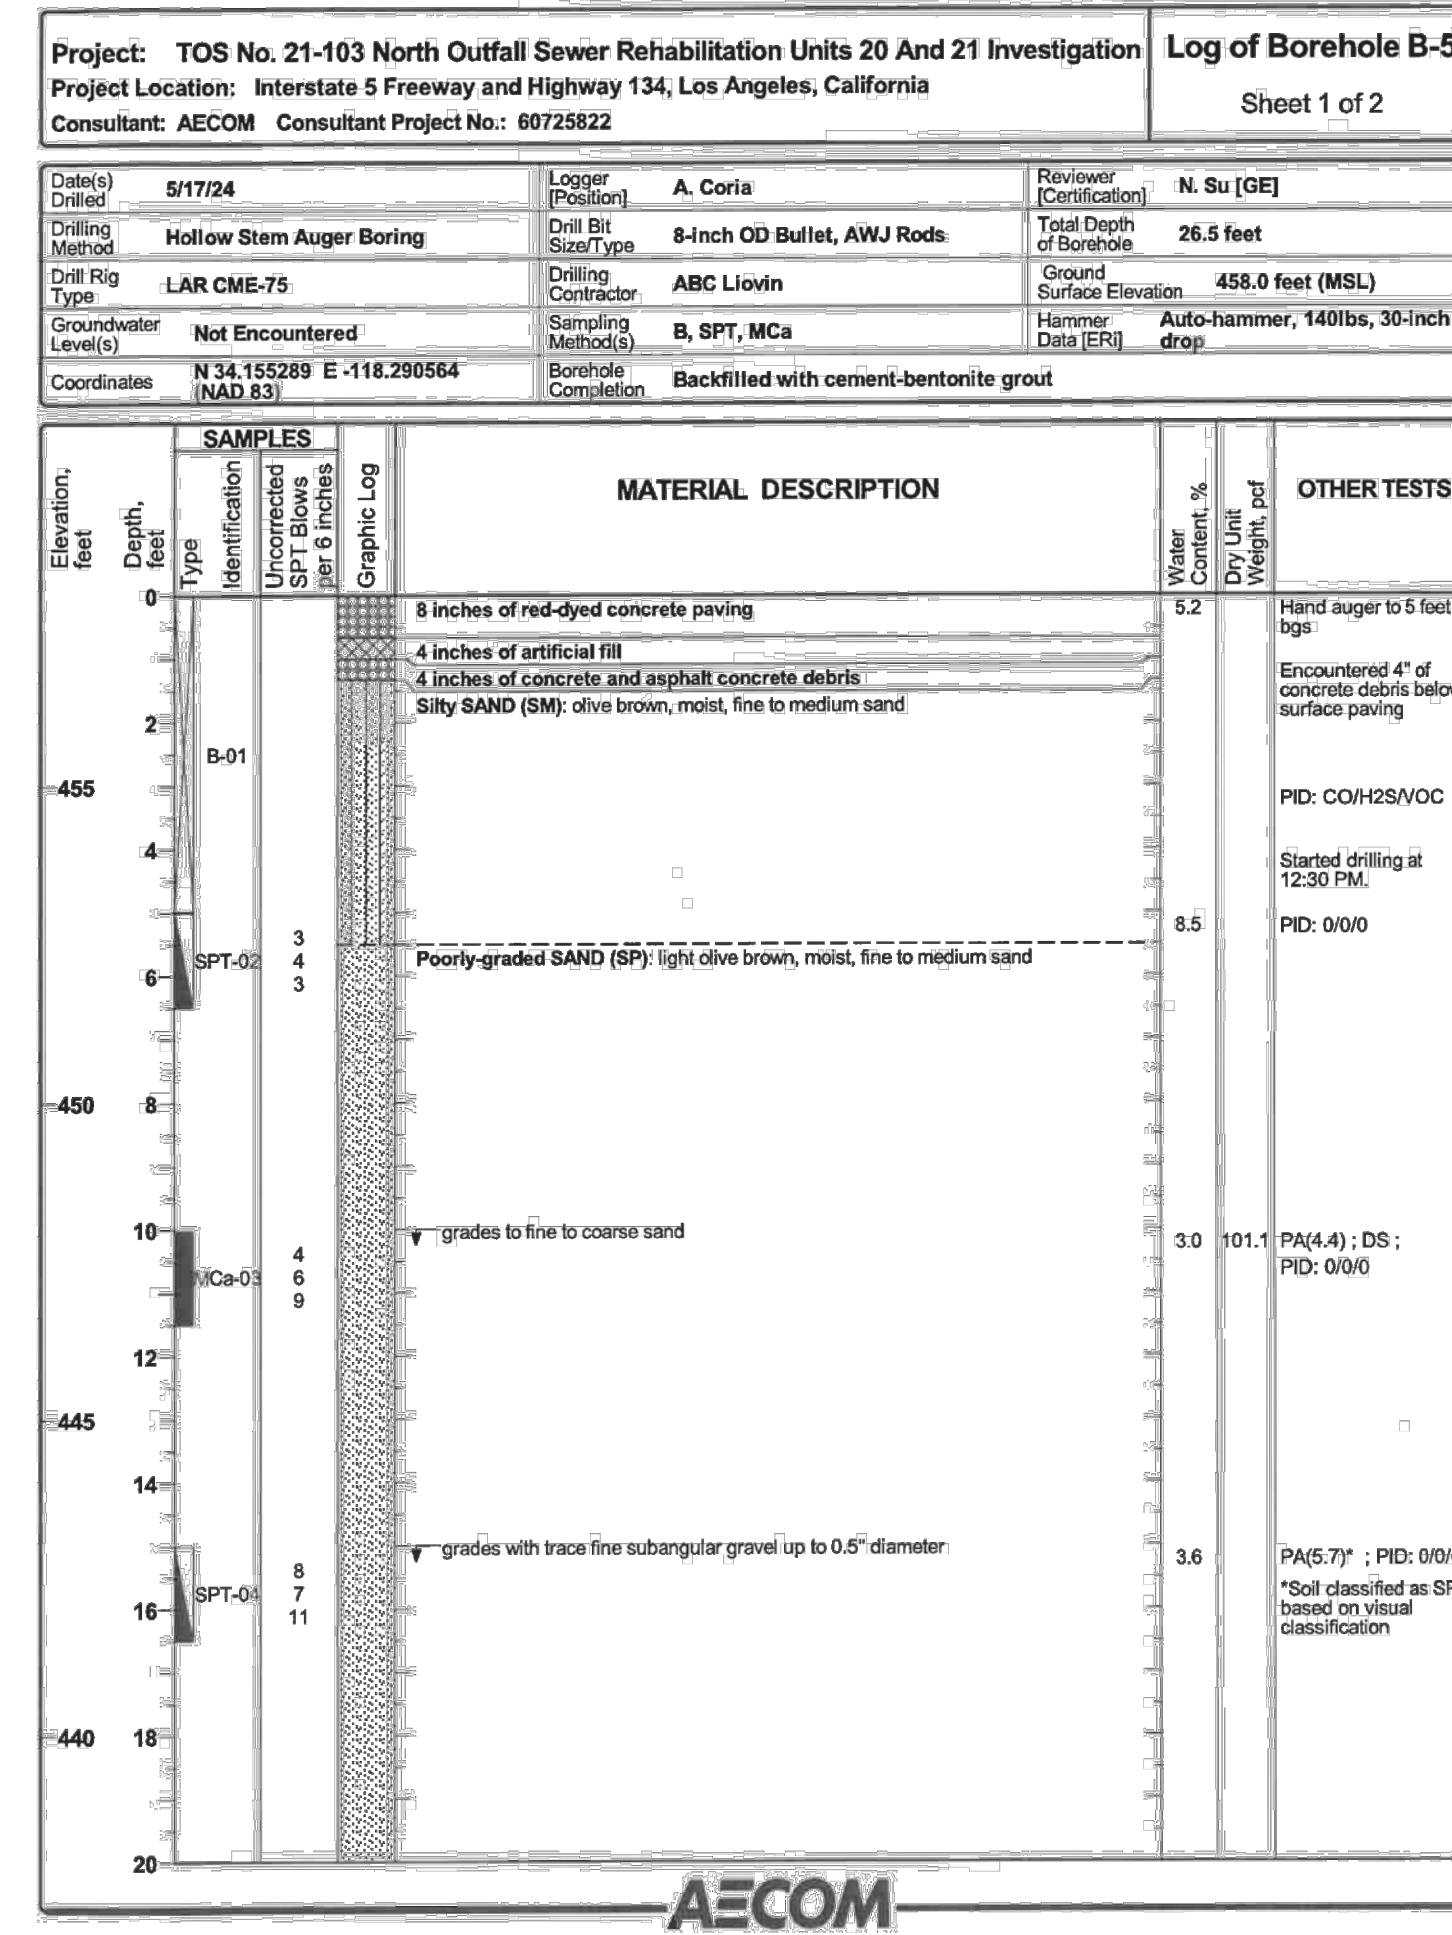 Project: TOS No. 21-103 North Outfall Sewer Rehabilitation Units 20 And 21 Investigation
Project Location: Interstate 5 Freeway and Highway 134, Los Angeles, California
Consultant: AECOM Consultant Project No.: 60725822
Log of Borehole B-5
Sheet 1 of 2
Date(s) Drilled 5/17/24
Logger [Position] A. Coria
Reviewer [Certification] N. Su [GE]
Drilling Method Hollow Stem Auger Boring
Drill Bit Size/Type 8-inch OD Bullet, AWJ Rods
Total Depth of Borehole 26.5 feet
Drill Rig Type LAR CME-75
Drilling Contractor ABC Liovin
Ground Surface Elevation 458.0 feet (MSL)
Groundwater Level(s) Not Encountered
Sampling Method(s) B, SPT, MCa
Hammer Data [ERi] Auto-hammer, 140lbs, 30-inch drop
Coordinates N 34.155289 E -118.290564 (NAD 83)
Borehole Completion Backfilled with cement-bentonite grout
Elevation, feet
Depth, feet
SAMPLES
Type
Identification
Uncorrected SPT Blows per 6 inches
Graphic Log
MATERIAL DESCRIPTION
Water Content, %
Dry Unit Weight, pcf
OTHER TESTS
0
8 inches of red-dyed concrete paving
5.2
Hand auger to 5 feet
bgs
4 inches of artificial fill
4 inches of concrete and asphalt concrete debris
Encountered 4" of
concrete debris
surface paving
Silty SAND (SM): olive brown, moist, fine to medium sand
2
B-01
455
PID: CO/H2S/VOC
4
Started drilling at
12:30 PM.
8.5
PID: 0/0/0
3
4
3
SPT-02
Poorly-graded SAND (SP): light olive brown, moist, fine to medium sand
6
450
8
10
grades to fine to coarse sand
3.0
101.1
PA(4.4) ; DS ;
PID: 0/0/0
4
6
9
MCa-03
12
445
14
grades with trace fine subangular gravel up to 0.5" diameter
3.6
PA(5.7)* ; PID: 0/0/
8
7
11
SPT-04
*Soil classified as
based on visual
classification
16
440
18
20
AECOM